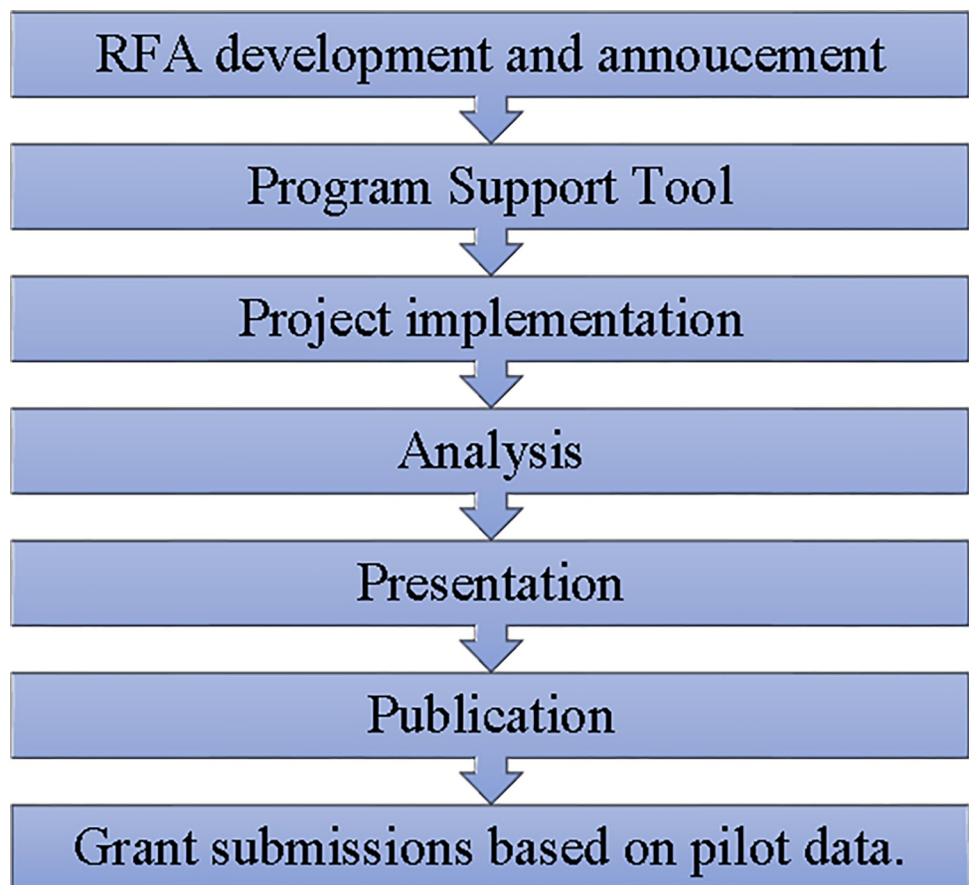 RFA development and annoucement
Program Support Tool
Project implementation
Analysis
Presentation
Publication
Grant submissions based on pilot data.